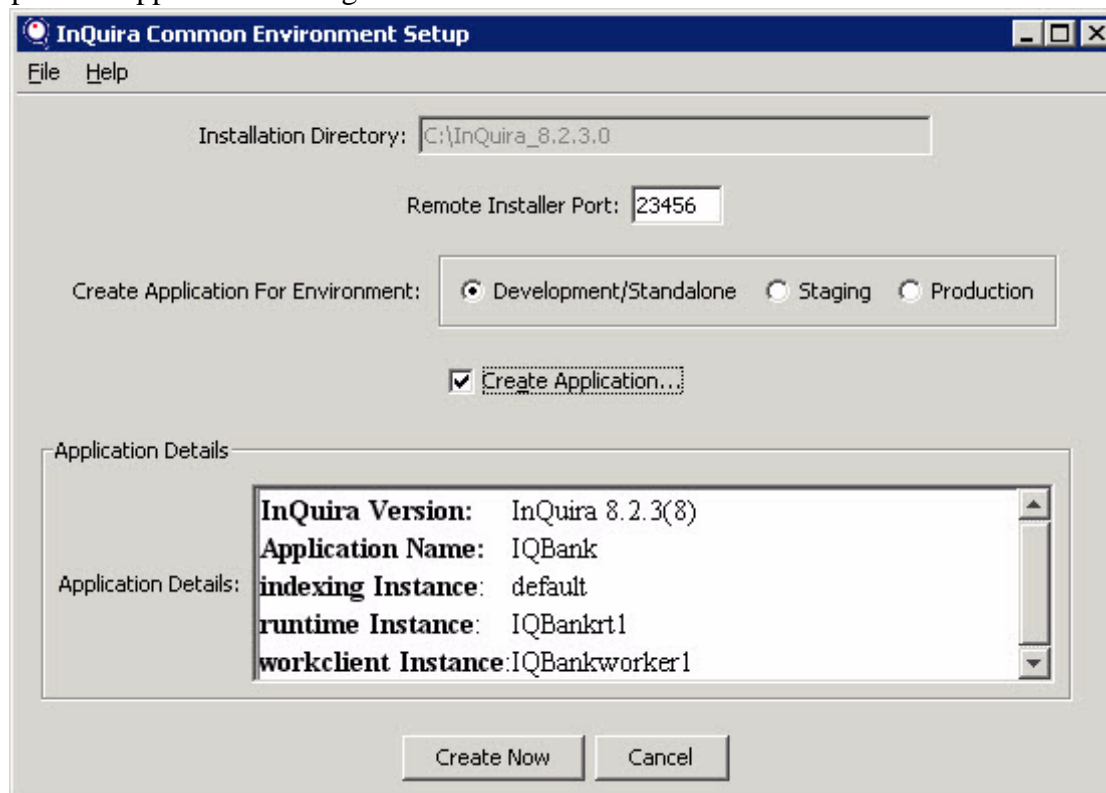 InQuira Common Environment Setup
File Help
Installation Directory: C:\InQuira_8.2.3.0
Remote Installer Port: 23456
Create Application For Environment: Development/Standalone Staging Production
Create Application...
Application Details
Application Details:
InQuira Version: InQuira 8.2.3(8)
Application Name: IQBank
indexing Instance: default
runtime Instance: IQBankrt1
workclient Instance:IQBankworker1
Create Now Cancel